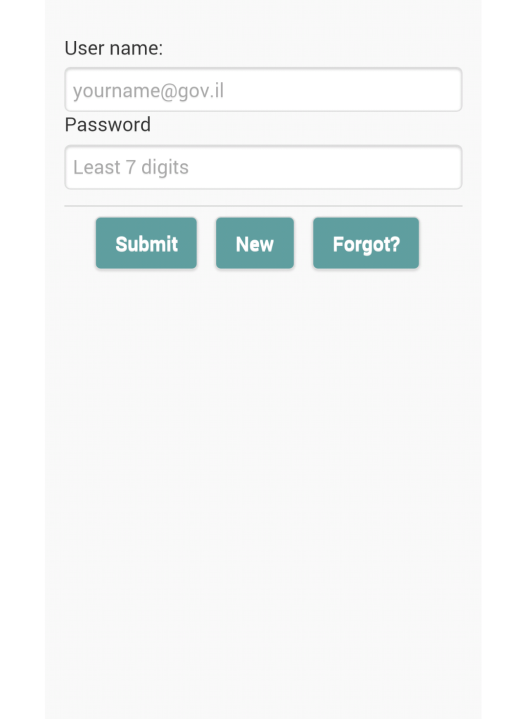 User name:
yourname@gov.il
Password
Least 7 digits
Submit New Forgot?